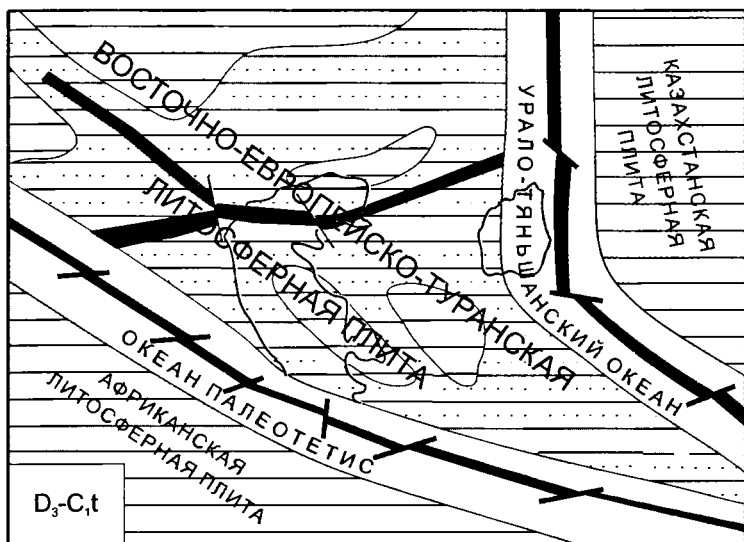 ВОСТОЧНО-ЕВРОПЕЙСКО-ТУРАНСКАЯ
ЛИТОСФЕРНАЯ ПЛИТА
УРАЛО-ТЯНЬШАНСКИЙ ОКЕАН
КАЗАХСТАНСКАЯ
ЛИТОСФЕРНАЯ
ПЛИТА
ОКЕАН ПАЛЕОТЕТИС
АФРИКАНСКАЯ
ЛИТОСФЕРНАЯ ПЛИТА
D₃-C₁t